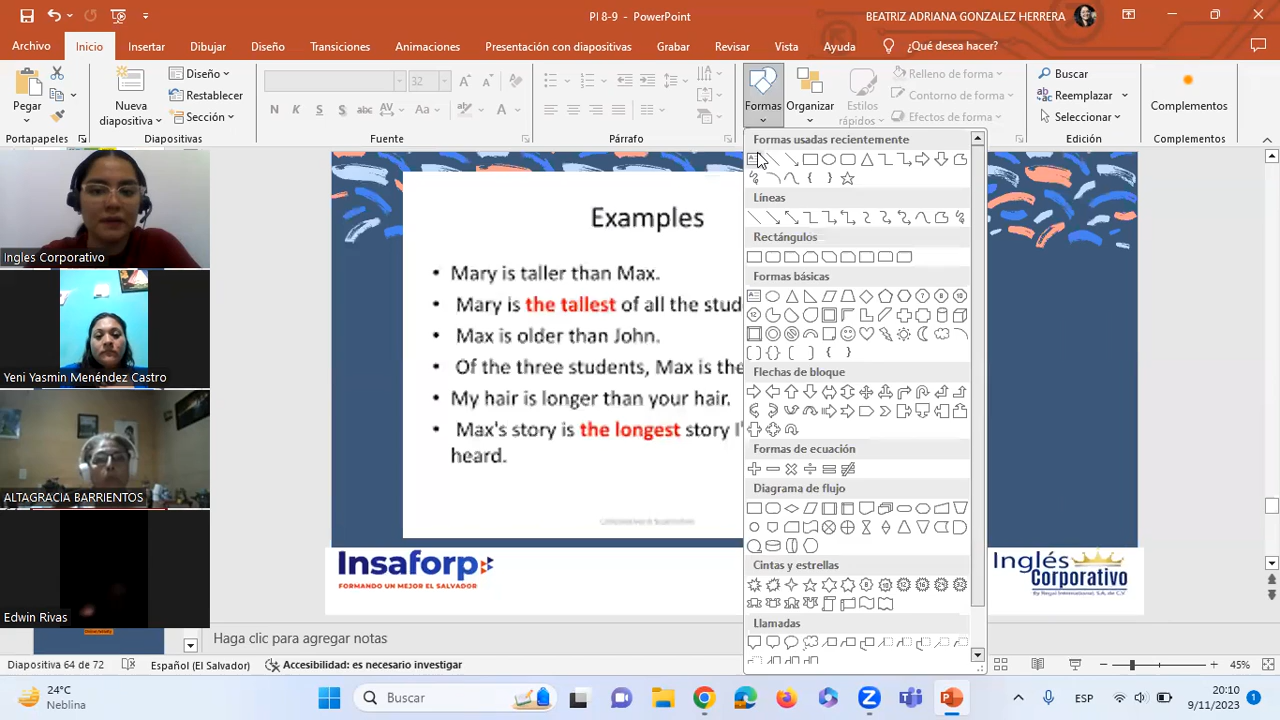 PI 8-9 - PowerPoint
BEATRIZ ADRIANA GONZALEZ HERRERA
Archivo Inicio Insertar Dibujar Diseño Transiciones Animaciones Presentación con diapositivas Grabar Revisar Vista Ayuda ¿Qué desea hacer?
Pegar
Nueva diapositiva
Diseño
Restablecer
Sección
32
N K S S abc AV Aa
Formas
Organizar
Estilos rápidos
Relleno de forma
Contorno de forma
Efectos de forma
Buscar
Reemplazar
Seleccionar
Complementos
Portapapeles Diapositivas Fuente Párrafo Edición Complementos
Formas usadas recientemente
Líneas
Rectángulos
Formas básicas
Flechas de bloque
Formas de ecuación
Diagrama de flujo
Cintas y estrellas
Llamadas
Ingles Corporativo
Yeni Yasmin Menéndez Castro
ALTAGRACIA BARRIENTOS
Edwin Rivas
Examples
• Mary is taller than Max.
• Mary is the tallest of all the stud
• Max is older than John.
• Of the three students, Max is the
• My hair is longer than your hair.
• Max's story is the longest story I'
heard.
Insaforp
FORMANDO UN MEJOR EL SALVADOR
Inglés
Corporativo
Haga clic para agregar notas
Diapositiva 64 de 72 Español (El Salvador) Accesibilidad: es necesario investigar 45%
24°C
Neblina
Buscar
ESP
20:10
9/11/2023